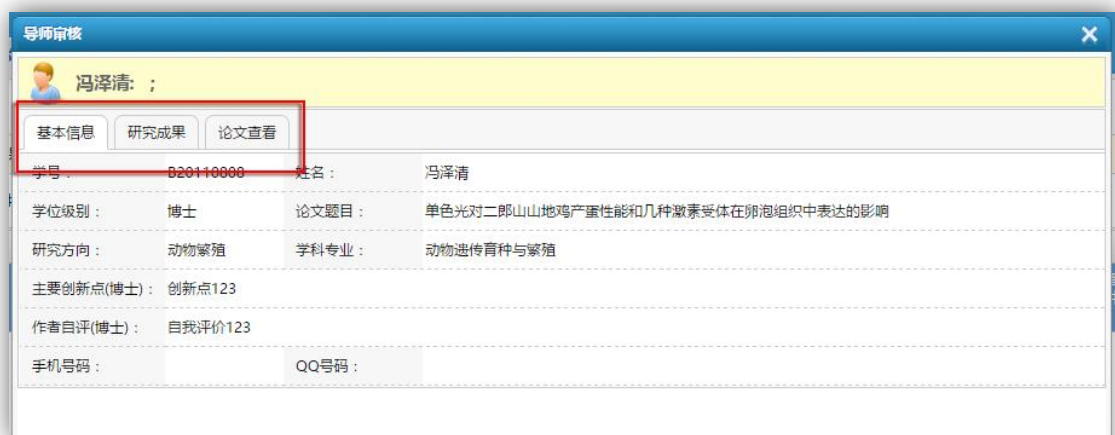 导师审核
冯泽清: ;
基本信息 研究成果 论文查看
学号: B20110808 姓名: 冯泽清
学位级别: 博士 论文题目: 单色光对二郎山山地鸡产蛋性能和几种激素受体在卵泡组织中表达的影响
研究方向: 动物繁殖 学科专业: 动物遗传育种与繁殖
主要创新点(博士): 创新点123
作者自评(博士): 自我评价123
手机号码: QQ号码: